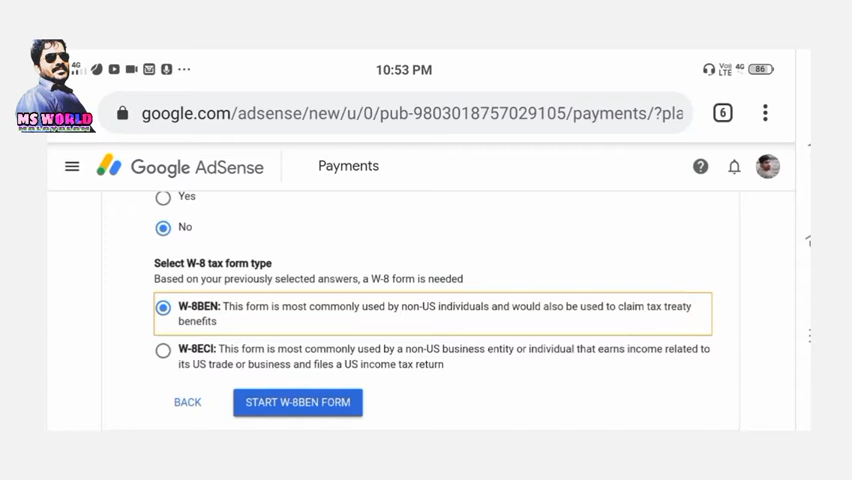 4G
10:53 PM
4G
LTE
86
MS WORLD
google.com/adsense/new/u/0/pub-9803018757029105/payments/?pla
6
Google AdSense
Payments
Yes
No
Select W-8 tax form type
Based on your previously selected answers, a W-8 form is needed
W-8BEN: This form is most commonly used by non-US individuals and would also be used to claim tax treaty
benefits
W-8ECI: This form is most commonly used by a non-US business entity or individual that earns income related to
its US trade or business and files a US income tax return
BACK
START W-8BEN FORM